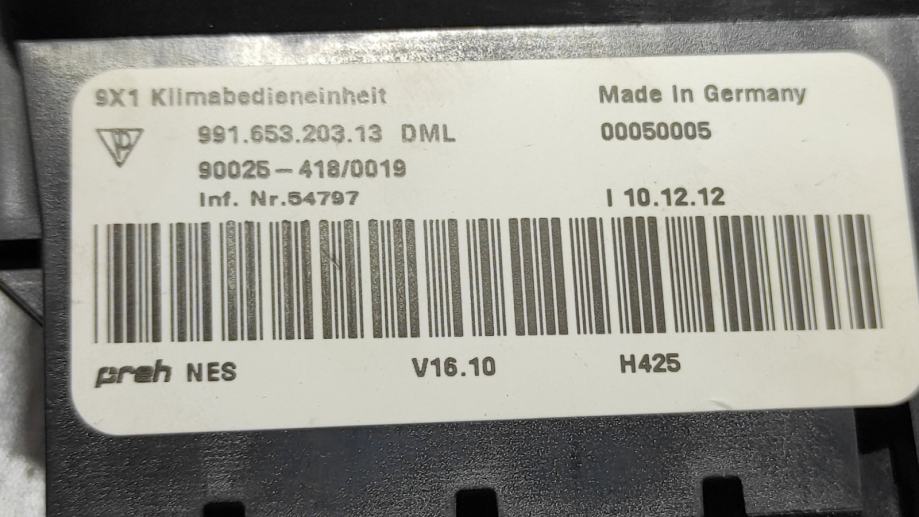 9X1 Klimabedieneinheit Made In Germany
991.653.203.13 DML 00050005
90025-418/0019
Inf. Nr.54797 I 10.12.12
preh NES V16.10 H425